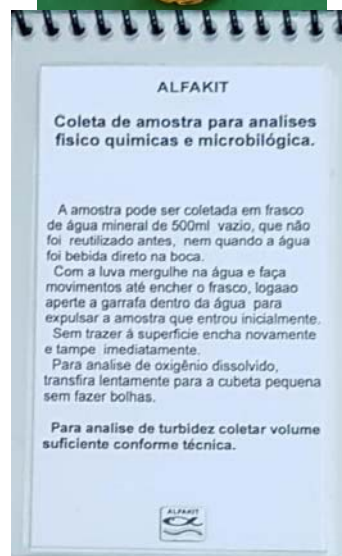 ALFAKIT
Coleta de amostra para analises
fisico quimicas e microbilógica.
A amostra pode ser coletada em frasco
de água mineral de 500ml vazio, que não
foi reutilizado antes, nem quando a água
foi bebida direto na boca.
Com a luva mergulhe na água e faça
movimentos até encher o frasco, logaao
aperte a garrafa dentro da água para
expulsar a amostra que entrou inicialmente.
Sem trazer á superficie encha novamente
e tampe imediatamente.
Para analise de oxigênio dissolvido,
transfira lentamente para a cubeta pequena
sem fazer bolhas.
Para analise de turbidez coletar volume
suficiente conforme técnica.
ALFAKIT